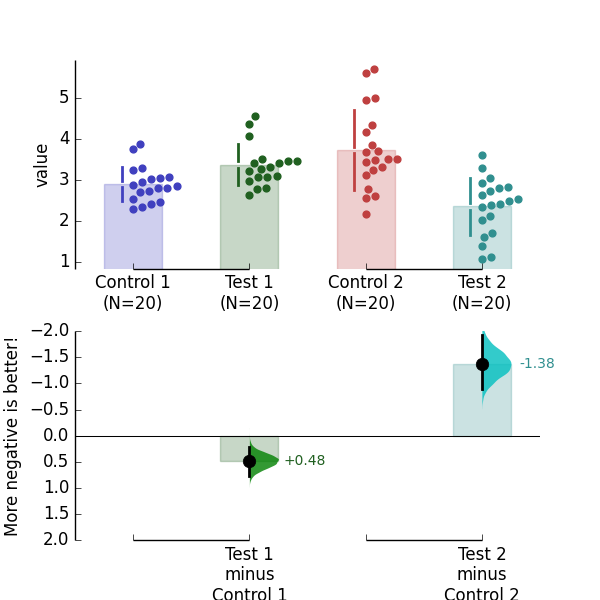 value
5
4
3
2
1
Control 1 Test 1 Control 2 Test 2
(N=20) (N=20) (N=20) (N=20)
More negative is better!
−2.0
−1.5
−1.0
−0.5
0.0
0.5
1.0
1.5
2.0
-1.38
+0.48
Test 1 Test 2
minus minus
Control 1 Control 2